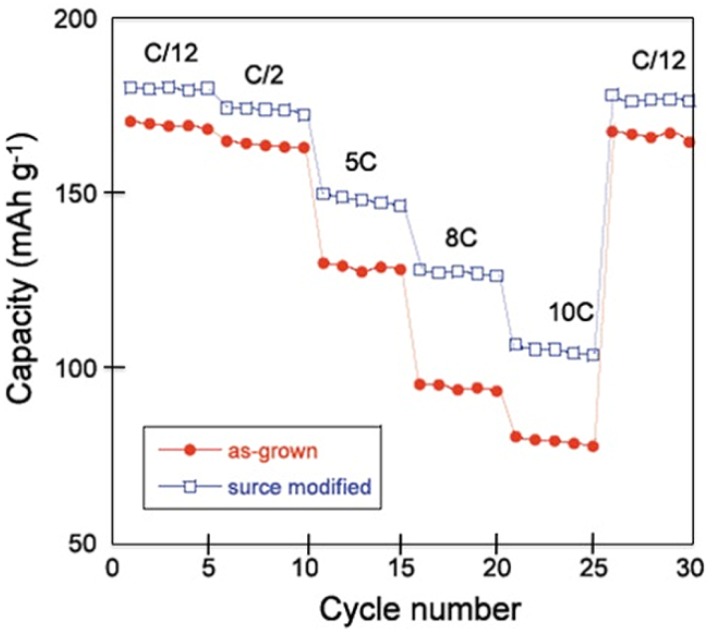 200
150
100
50
Capacity (mAh g-1)
C/12
C/2
5C
8C
10C
C/12
as-grown
surce modified
0 5 10 15 20 25 30
Cycle number